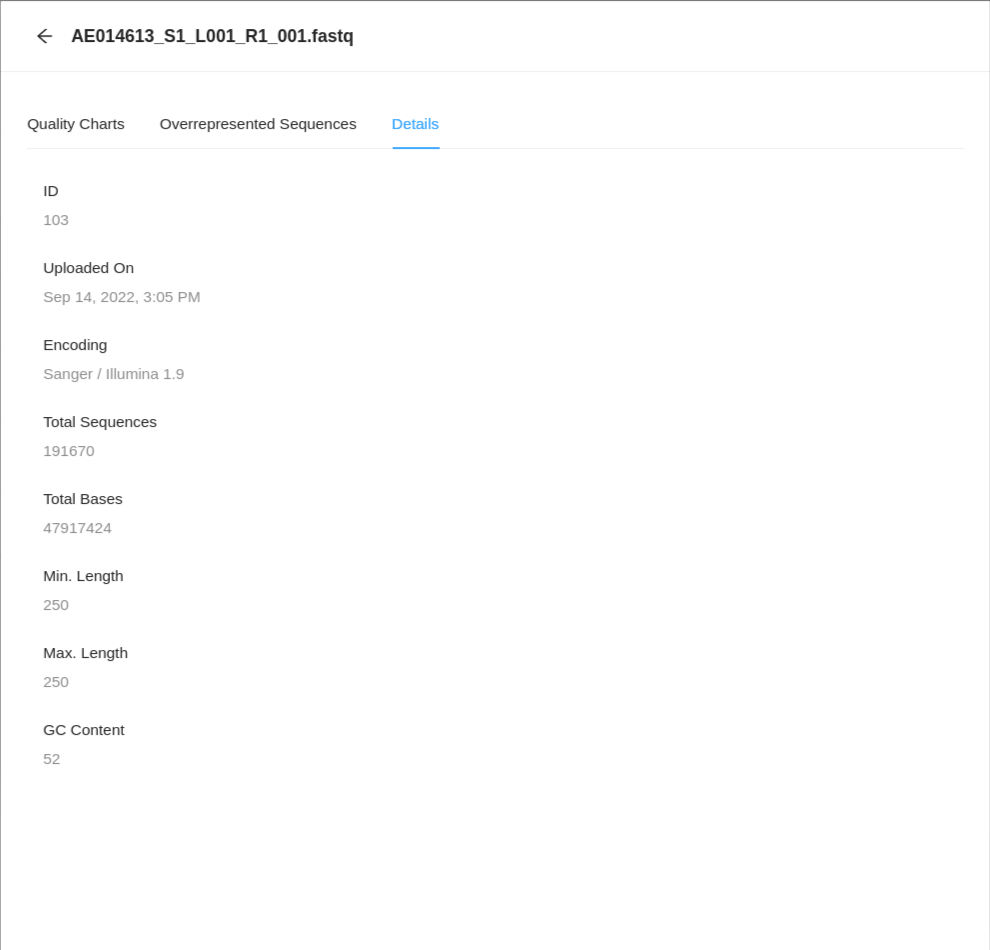 AE014613_S1_L001_R1_001.fastq
Quality Charts Overrepresented Sequences Details
ID
103
Uploaded On
Sep 14, 2022, 3:05 PM
Encoding
Sanger / Illumina 1.9
Total Sequences
191670
Total Bases
47917424
Min. Length
250
Max. Length
250
GC Content
52